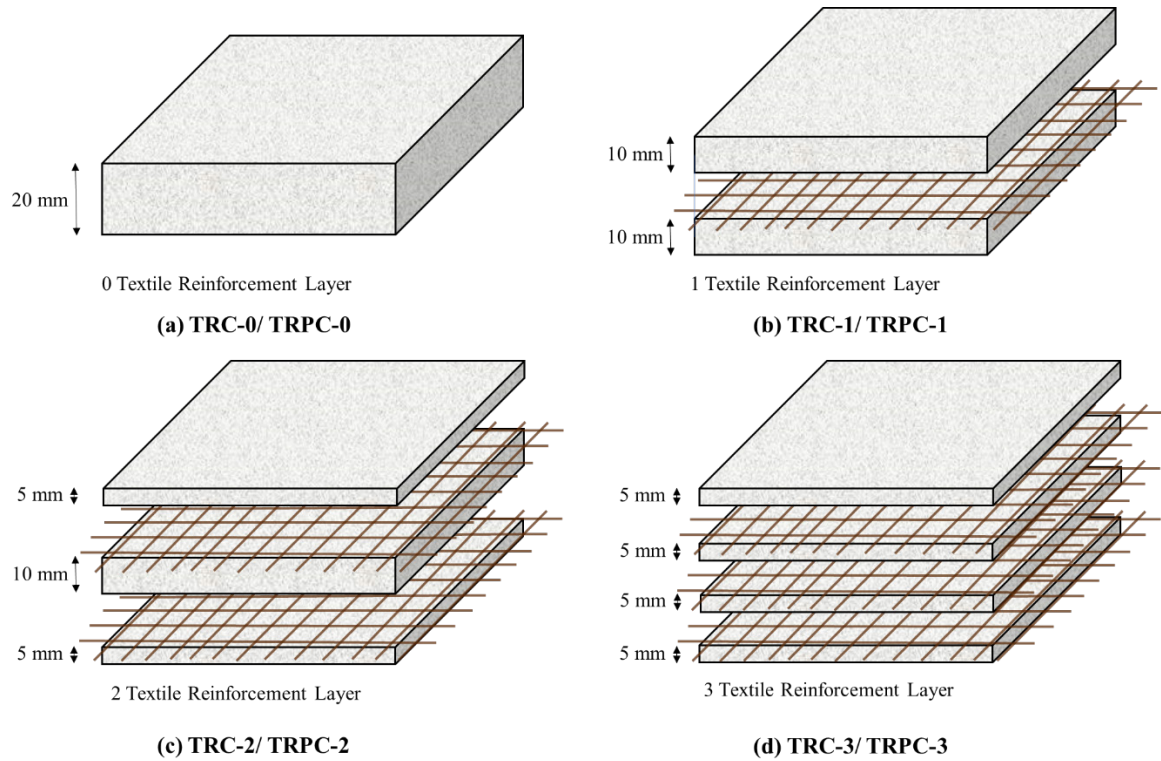 20 mm
0 Textile Reinforcement Layer
(a) TRC-0/ TRPC-0
10 mm
10 mm
1 Textile Reinforcement Layer
(b) TRC-1/ TRPC-1
5 mm
10 mm
5 mm
2 Textile Reinforcement Layer
(c) TRC-2/ TRPC-2
5 mm
5 mm
5 mm
5 mm
3 Textile Reinforcement Layer
(d) TRC-3/ TRPC-3